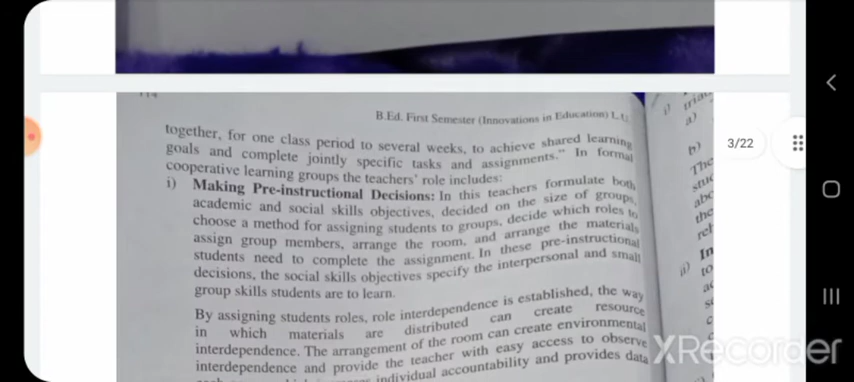 B.Ed. First Semester (Innovations in Education) L.U.
together, for one class period to several weeks, to achieve shared learning
goals and complete jointly specific tasks and assignments." In formal
cooperative learning groups the teachers' role includes:
i) Making Pre-instructional Decisions: In this teachers formulate both
academic and social skills objectives, decided on the size of groups,
choose a method for assigning students to groups, decide which roles to
assign group members, arrange the room, and arrange the materials
students need to complete the assignment. In these pre-instructional
decisions, the social skills objectives specify the interpersonal and small
group skills students are to learn.
By assigning students roles, role interdependence is established, the way
in which materials are distributed can create resource
interdependence. The arrangement of the room can create environmental
interdependence and provide the teacher with easy access to observe
individual accountability and provides data
i)
a)
b)
The
ii) In
to
3/22
XRecorder